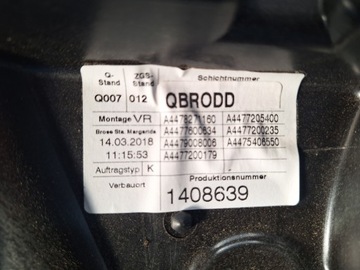 Q-Stand ZGS-Stand Schichtnummer
Q007 012 QBRODD
Montage VR A4478271160 A4477205400
Brose Sta. Margarida A4477600634 A4477200235
14.03.2018 A4479008006 A4475406550
11:15:53 A4477200179
Auftragstyp K Produktionsnummer
Verbauort 1408639